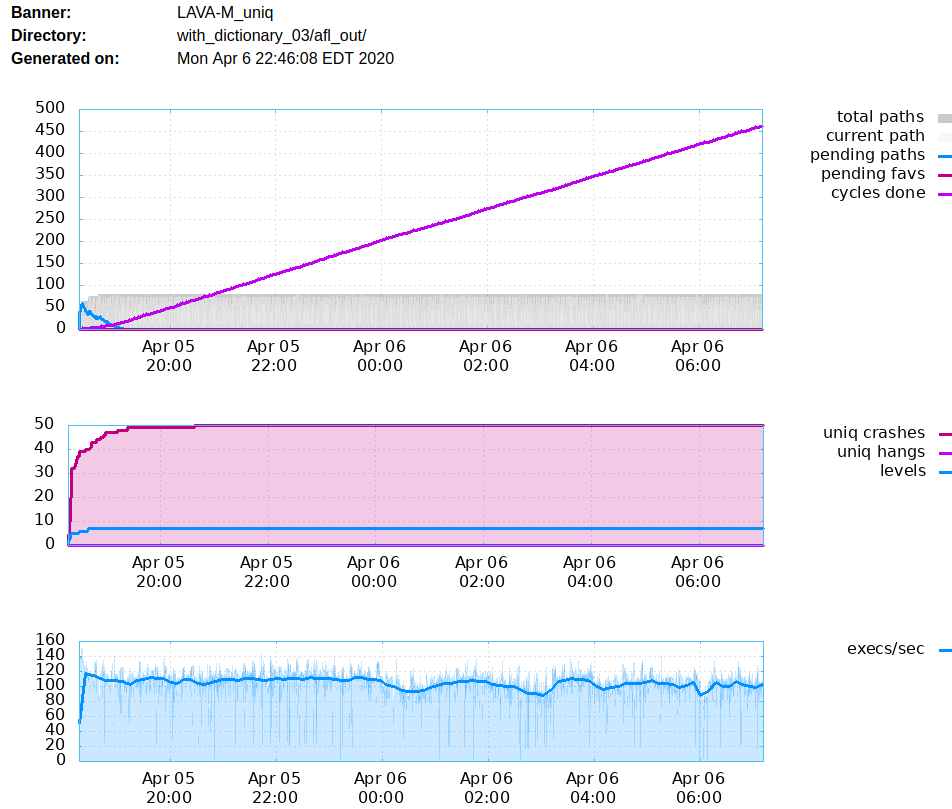 Banner: LAVA-M_uniq
Directory: with_dictionary_03/afl_out/
Generated on: Mon Apr 6 22:46:08 EDT 2020
500
450
400
350
300
250
200
150
100
50
0
Apr 05 Apr 05 Apr 06 Apr 06 Apr 06 Apr 06
20:00 22:00 00:00 02:00 04:00 06:00
total paths
current path
pending paths
pending favs
cycles done
50
40
30
20
10
0
Apr 05 Apr 05 Apr 06 Apr 06 Apr 06 Apr 06
20:00 22:00 00:00 02:00 04:00 06:00
uniq crashes
uniq hangs
levels
160
140
120
100
80
60
40
20
0
Apr 05 Apr 05 Apr 06 Apr 06 Apr 06 Apr 06
20:00 22:00 00:00 02:00 04:00 06:00
execs/sec